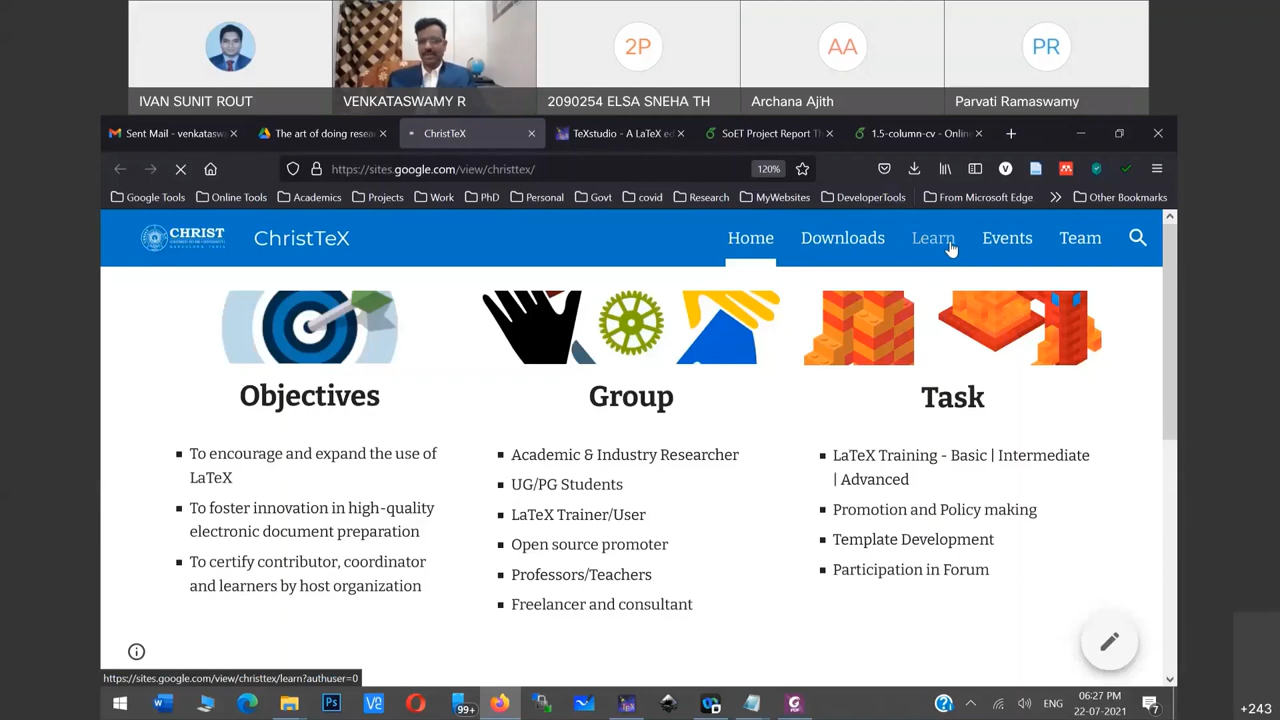 2P
AA
PR
IVAN SUNIT ROUT
VENKATASWAMY R
2090254 ELSA SNEHA TH
Archana Ajith
Parvati Ramaswamy
Sent Mail - venkatasw
The art of doing resea
ChristTeX
TeXstudio - A LaTeX ed
SoET Project Report Th
1.5-column-cv - Online
https://sites.google.com/view/christtex/
120%
Google Tools
Online Tools
Academics
Projects
Work
PhD
Personal
Govt
covid
Research
MyWebsites
DeveloperTools
From Microsoft Edge
Other Bookmarks
CHRIST
ChristTeX
Home
Downloads
Learn
Events
Team
Objectives
To encourage and expand the use of
LaTeX
To foster innovation in high-quality
electronic document preparation
To certify contributor, coordinator
and learners by host organization
Group
Academic & Industry Researcher
UG/PG Students
LaTeX Trainer/User
Open source promoter
Professors/Teachers
Freelancer and consultant
Task
LaTeX Training - Basic | Intermediate
| Advanced
Promotion and Policy making
Template Development
Participation in Forum
https://sites.google.com/view/christtex/learn?authuser=0
99+
ENG
06:27 PM
22-07-2021
7
+243